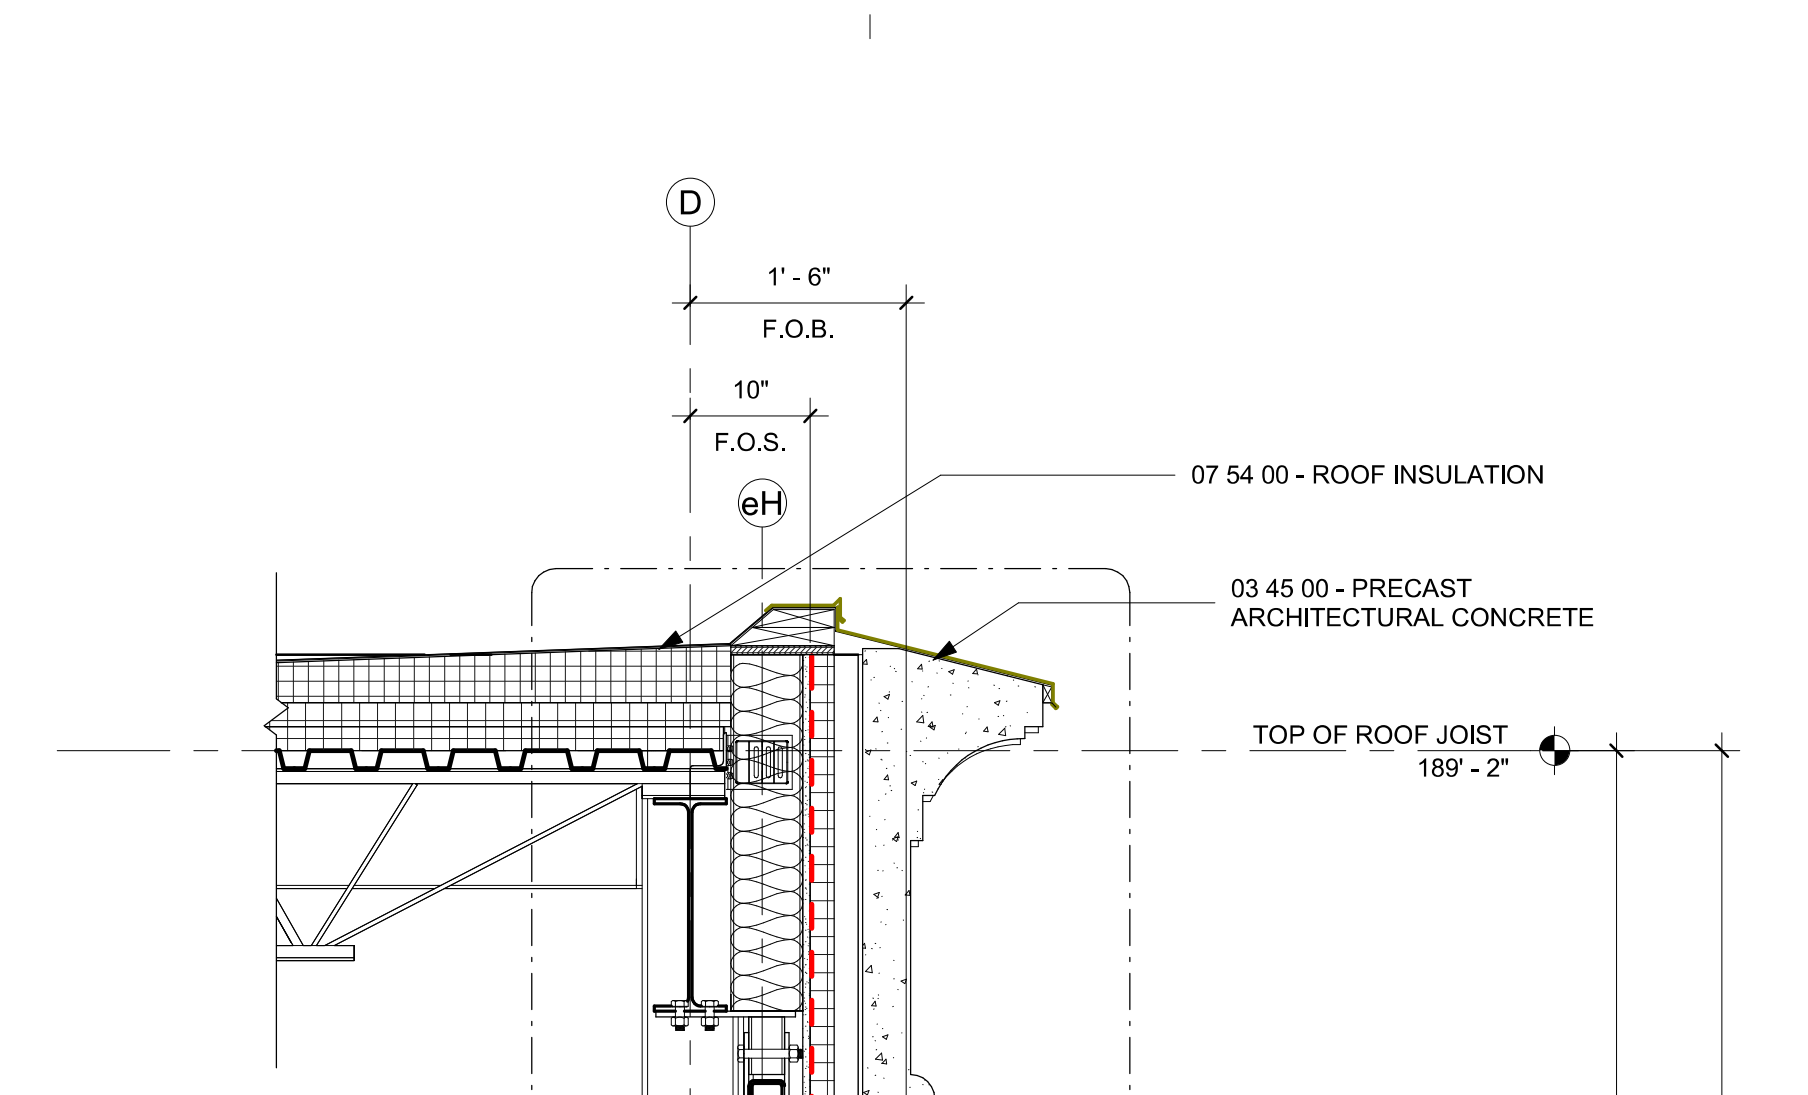 D
1' - 6"
F.O.B.
10"
F.O.S.
eH
07 54 00 - ROOF INSULATION
03 45 00 - PRECAST
ARCHITECTURAL CONCRETE
TOP OF ROOF JOIST
189' - 2"